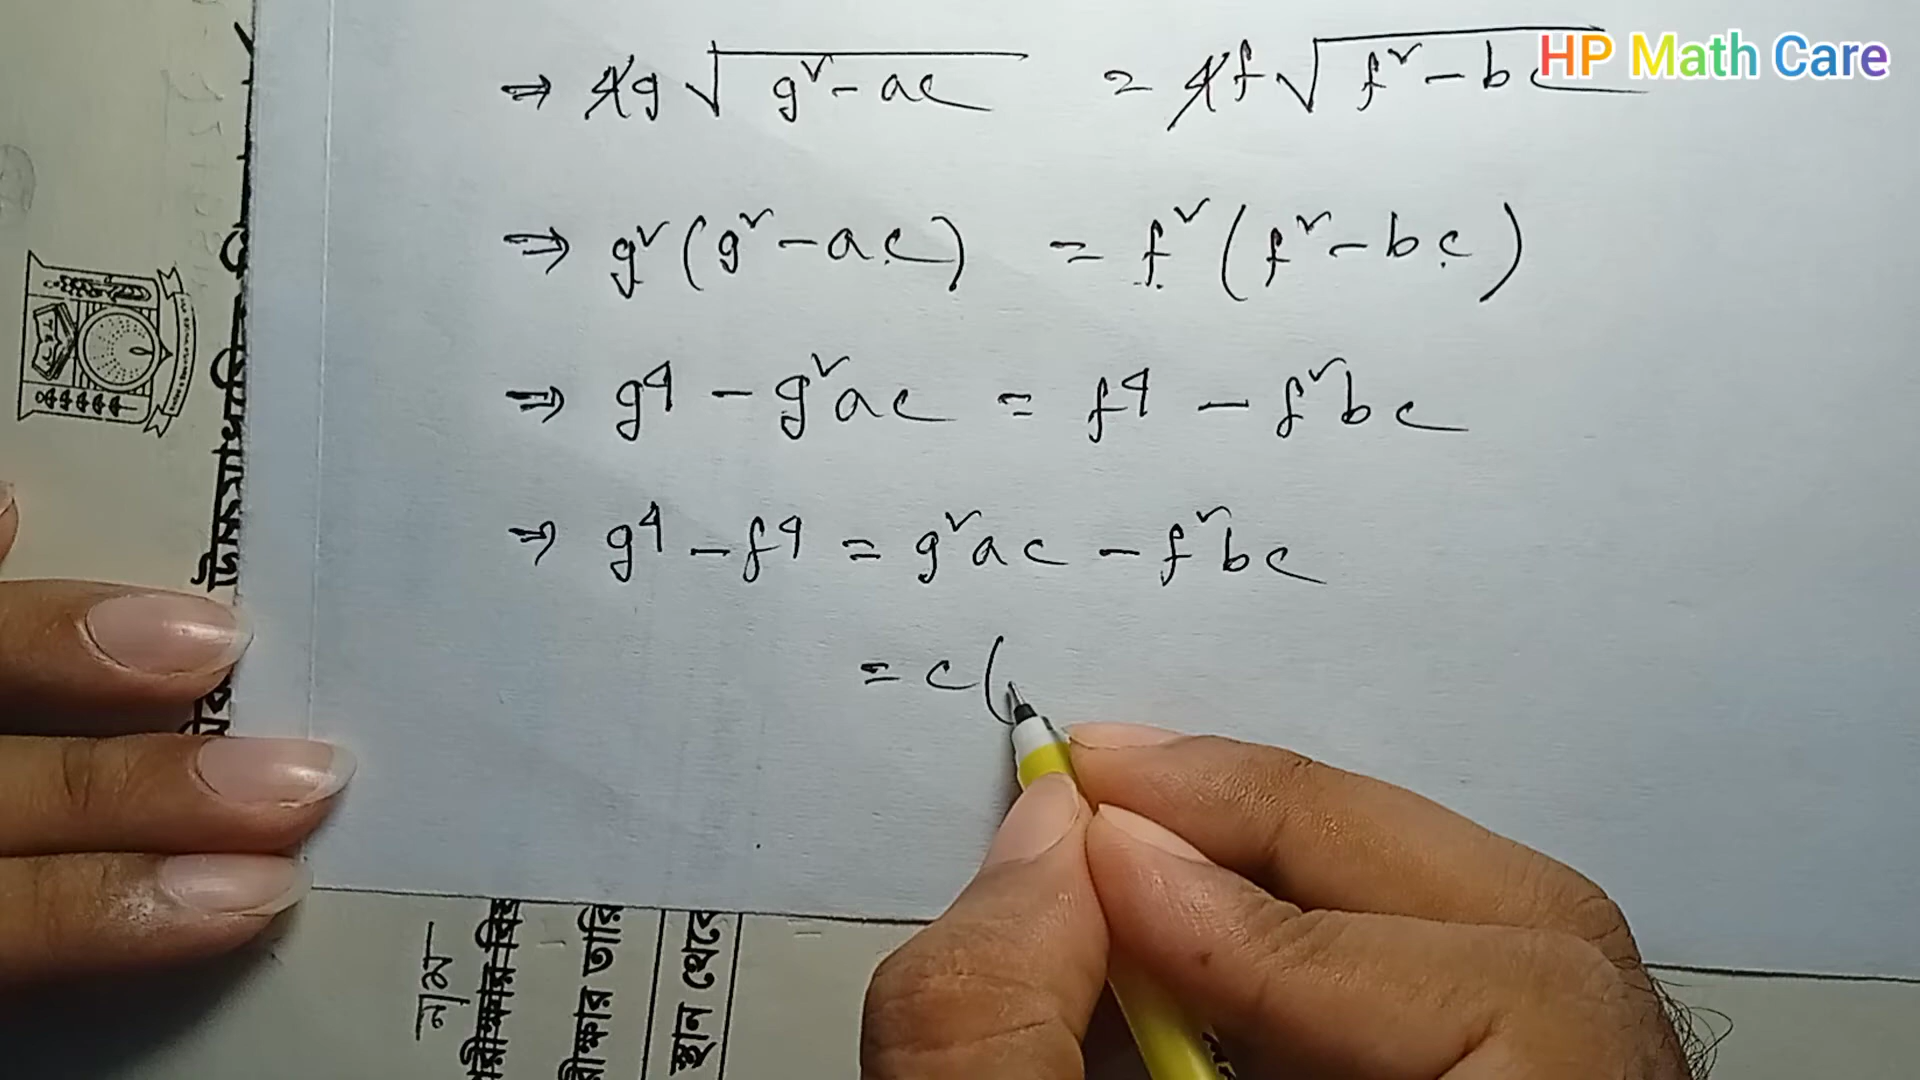 HP Math Care
⇒ 4g√(g²-ac) = 4f√(f²-bc
⇒ g²(g²-ac) = f²(f²-bc)
⇒ g⁴ - g²ac = f⁴ - f²bc
⇒ g⁴ - f⁴ = g²ac - f²bc
= c(
নাম
স্থান থেকে